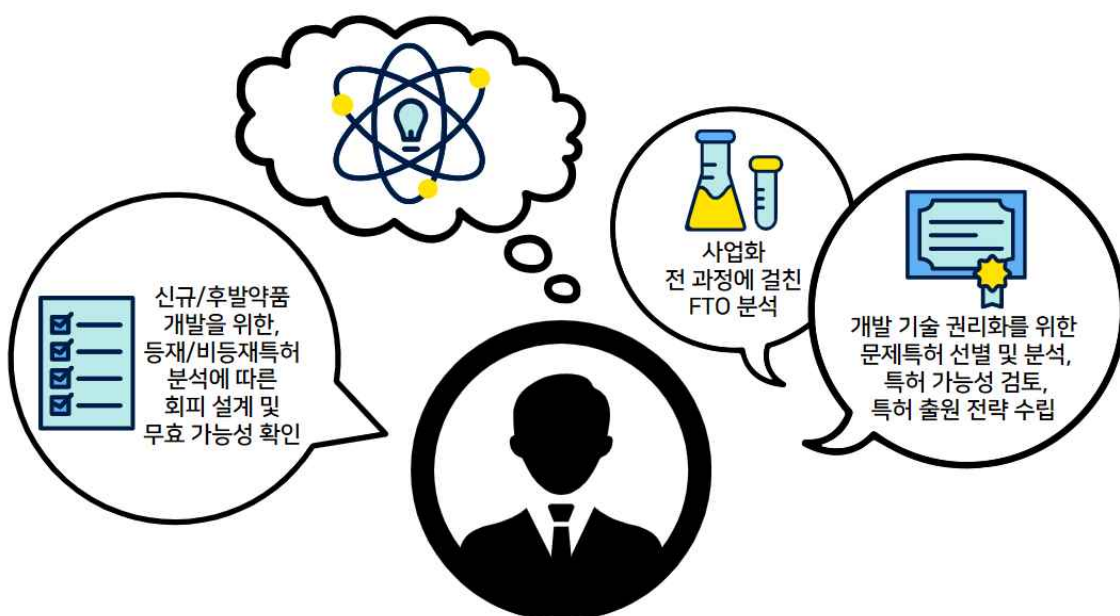 신규/후발약품
개발을 위한,
등재/비등재특허
분석에 따른
회피 설계 및
무효 가능성 확인
사업화
전 과정에 걸친
FTO 분석
개발 기술 권리화를 위한
문제특허 선별 및 분석,
특허 가능성 검토,
특허 출원 전략 수립